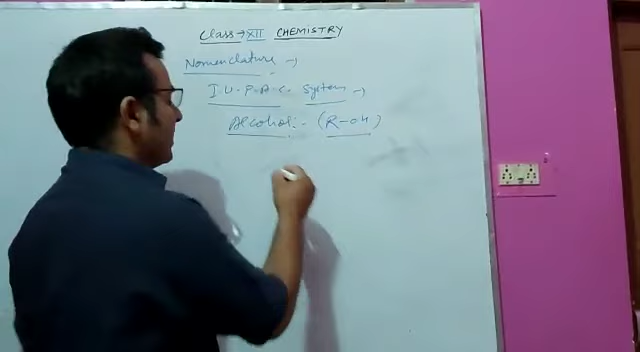 Class → XII CHEMISTRY
Nomenclature →
I.U.P.A.C. System →
Alcohol:- (R-OH)